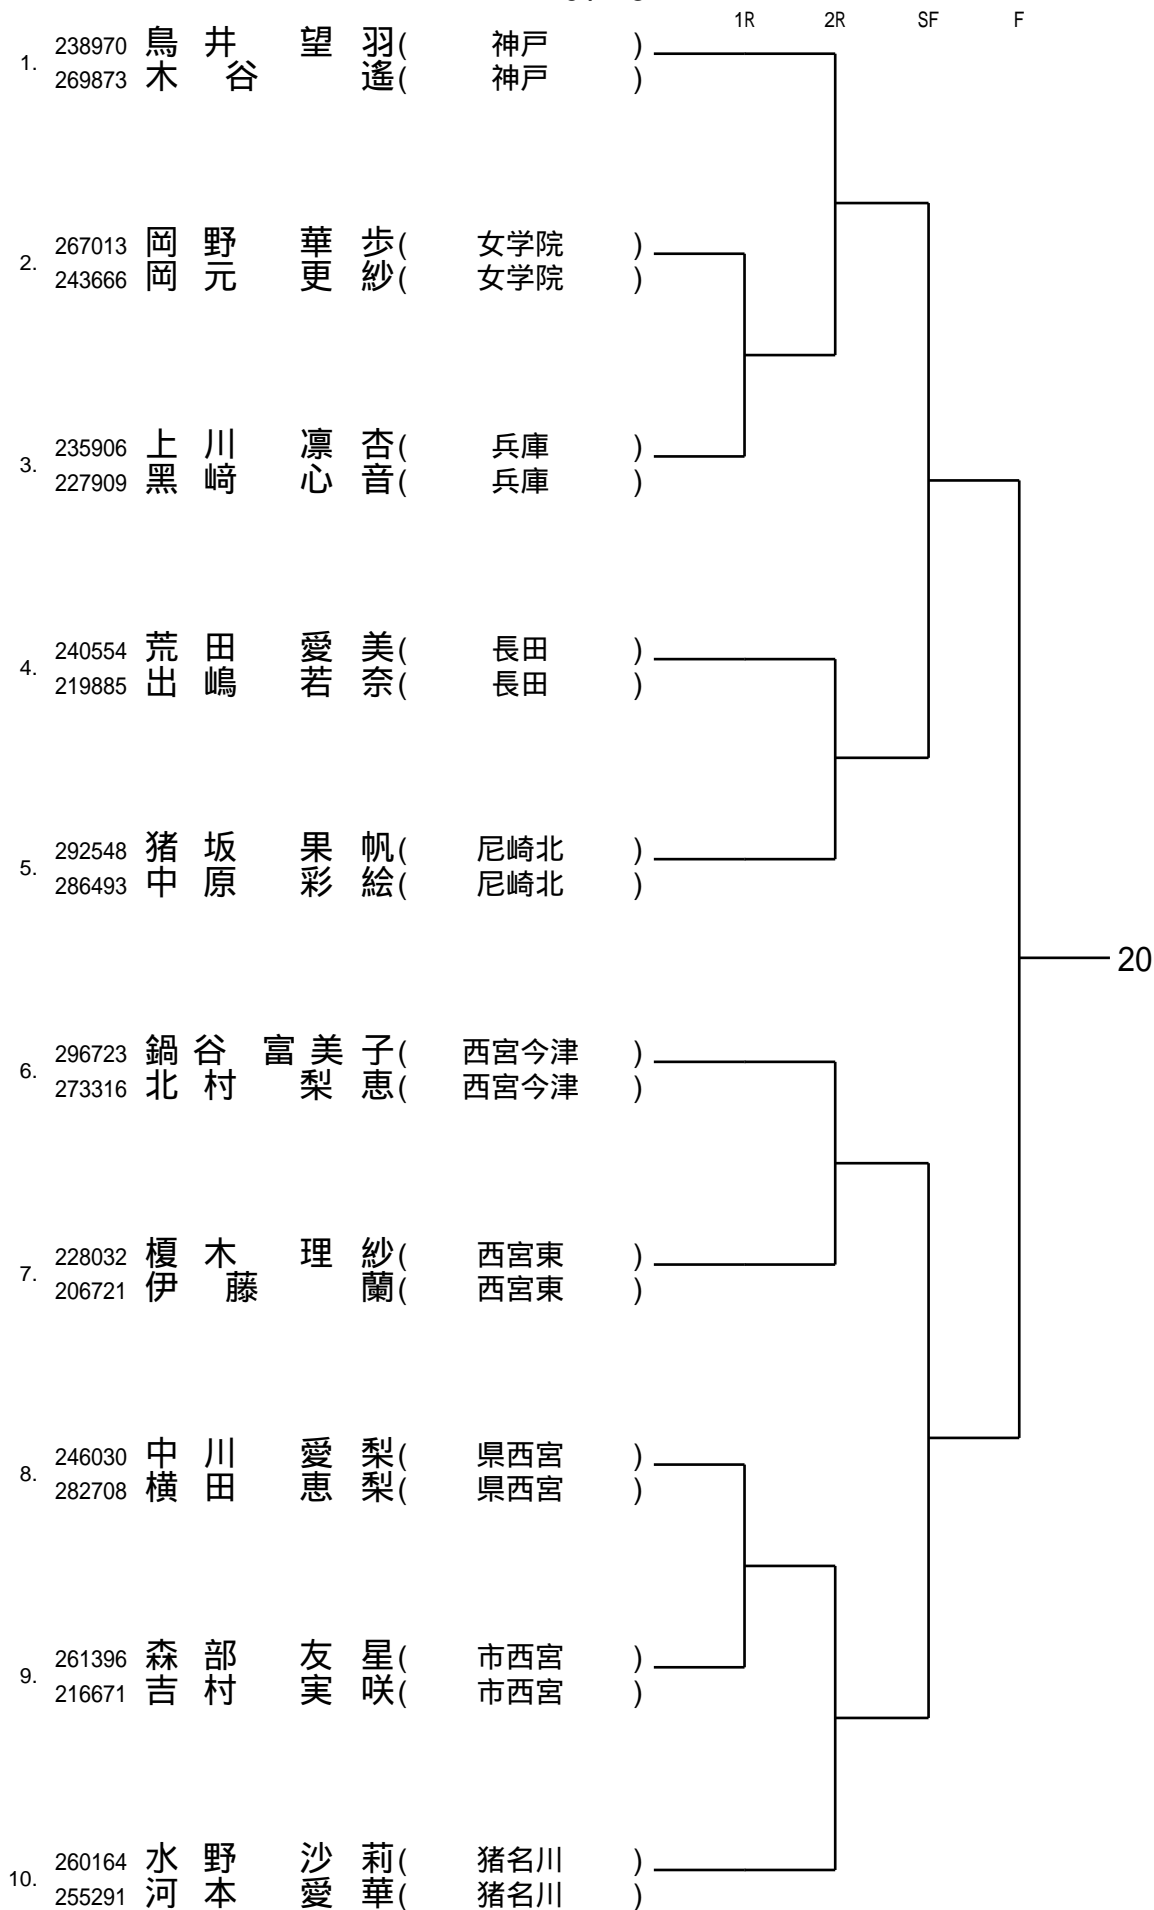 1R 2R SF F
1. 238970 鳥井 望羽( 神戸 )
269873 木谷 遙( 神戸 )
2. 267013 岡野 華歩( 女学院 )
243666 岡元 更紗( 女学院 )
3. 235906 上川 凛杏( 兵庫 )
227909 黒﨑 心音( 兵庫 )
4. 240554 荒田 愛美( 長田 )
219885 出嶋 若奈( 長田 )
5. 292548 猪坂 果帆( 尼崎北 )
286493 中原 彩絵( 尼崎北 )
20
6. 296723 鍋谷 富美子( 西宮今津 )
273316 北村 梨恵( 西宮今津 )
7. 228032 榎木 理紗( 西宮東 )
206721 伊藤 蘭( 西宮東 )
8. 246030 中川 愛梨( 県西宮 )
282708 横田 恵梨( 県西宮 )
9. 261396 森部 友星( 市西宮 )
216671 吉村 実咲( 市西宮 )
10. 260164 水野 沙莉( 猪名川 )
255291 河本 愛華( 猪名川 )